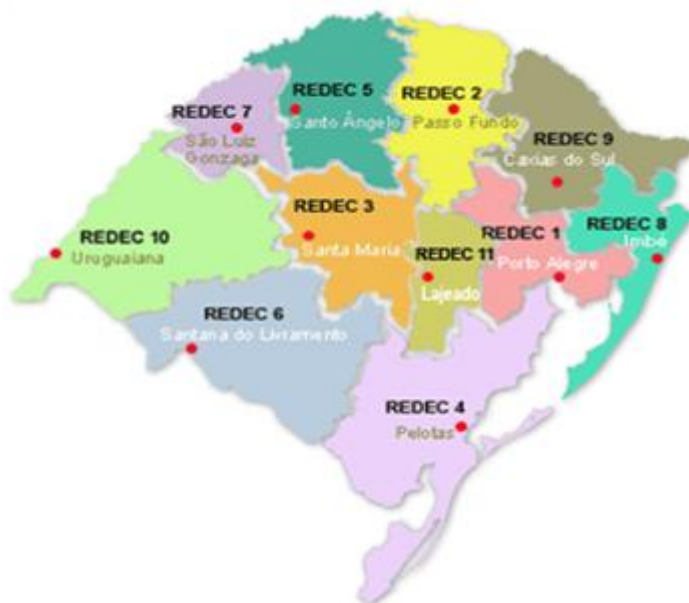 REDEC 5
Santo Ângelo
REDEC 2
Passo Fundo
REDEC 7
São Luiz
Gonzaga
REDEC 9
Caxias do Sul
REDEC 3
Santa Maria
REDEC 1
Porto Alegre
REDEC 8
Imbé
REDEC 10
Uruguaiana
REDEC 11
Lajeado
REDEC 6
Santana do Livramento
REDEC 4
Pelotas